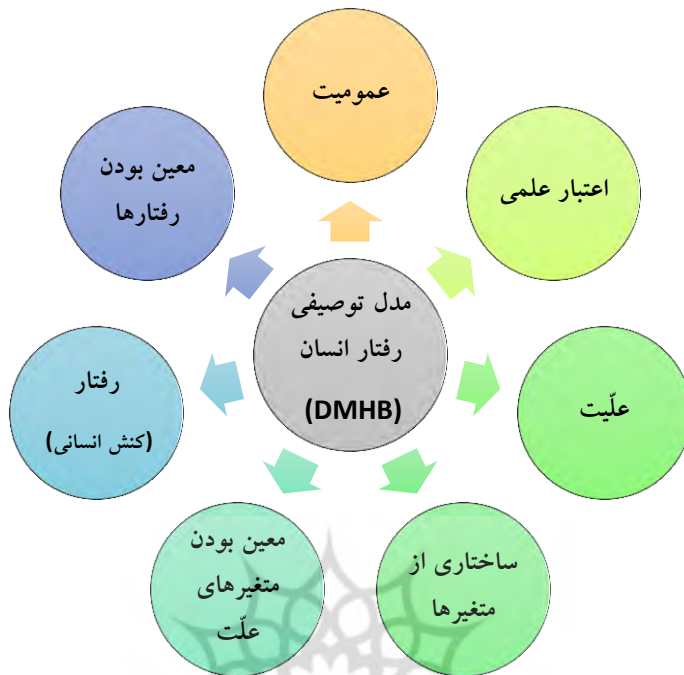 عمومیت
اعتبار علمی
علّیت
ساختاری از
متغیرها
معین بودن
متغیرهای
علّت
رفتار
(کنش انسانی)
معین بودن
رفتارها
مدل توصیفی
رفتار انسان
(DMHB)